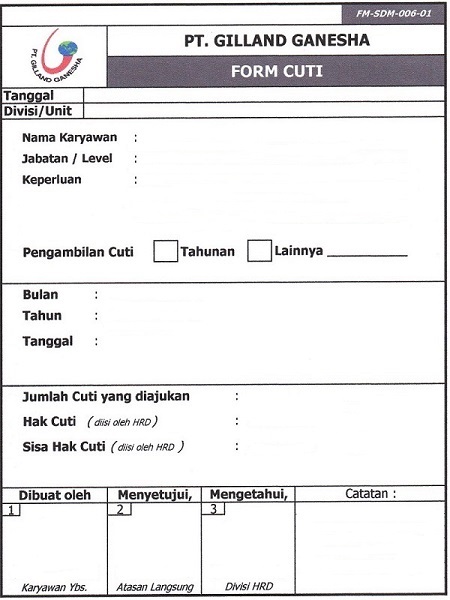 FM-SDM-006-01
PT. GILLAND GANESHA
PT. GILLAND GANESHA
FORM CUTI
Tanggal
Divisi/Unit
Nama Karyawan :
Jabatan / Level :
Keperluan :
Pengambilan Cuti Tahunan Lainnya ___________
Bulan :
Tahun :
Tanggal :
Jumlah Cuti yang diajukan :
Hak Cuti ( diisi oleh HRD ) :
Sisa Hak Cuti ( diisi oleh HRD ) :
Dibuat oleh Menyetujui, Mengetahui, Catatan :
1 2 3
Karyawan Ybs. Atasan Langsung Divisi HRD